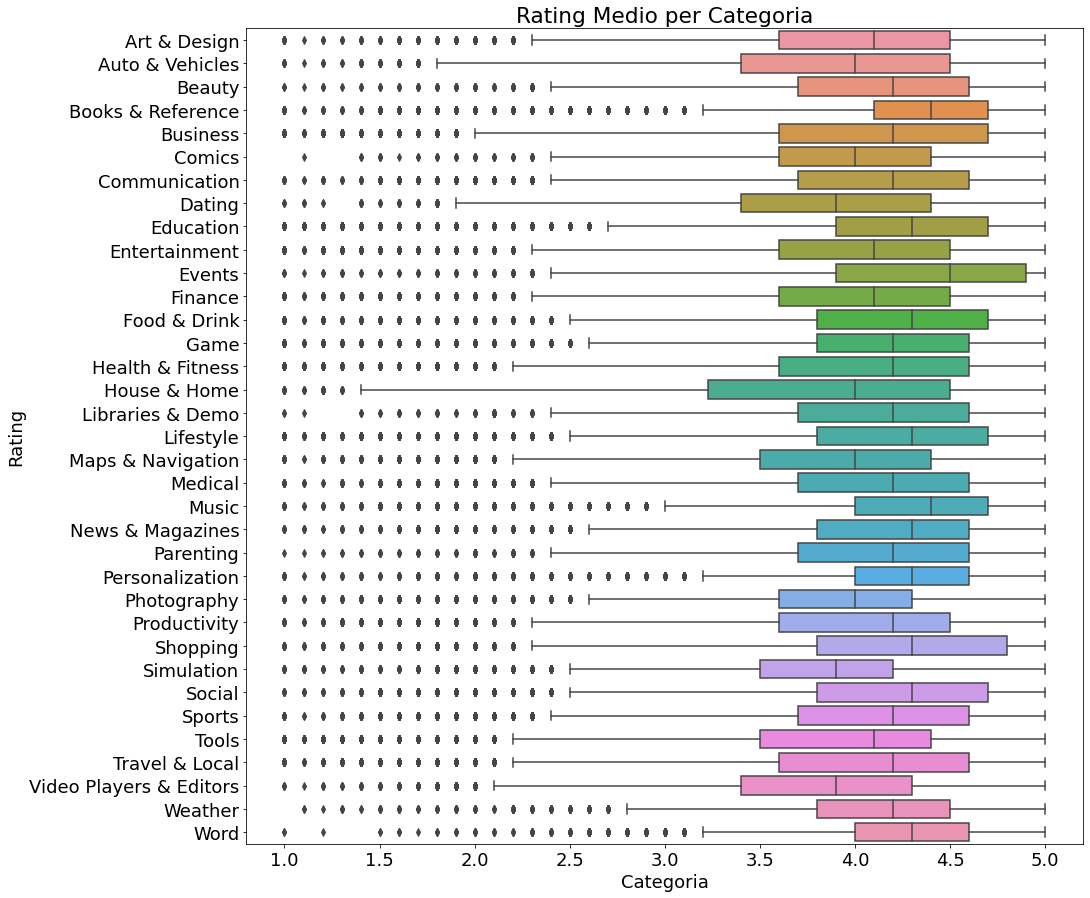 Rating Medio per Categoria
Art & Design
Auto & Vehicles
Beauty
Books & Reference
Business
Comics
Communication
Dating
Education
Entertainment
Events
Finance
Food & Drink
Game
Health & Fitness
House & Home
Libraries & Demo
Lifestyle
Maps & Navigation
Medical
Music
News & Magazines
Parenting
Personalization
Photography
Productivity
Shopping
Simulation
Social
Sports
Tools
Travel & Local
Video Players & Editors
Weather
Word
Rating
1.0 1.5 2.0 2.5 3.0 3.5 4.0 4.5 5.0
Categoria